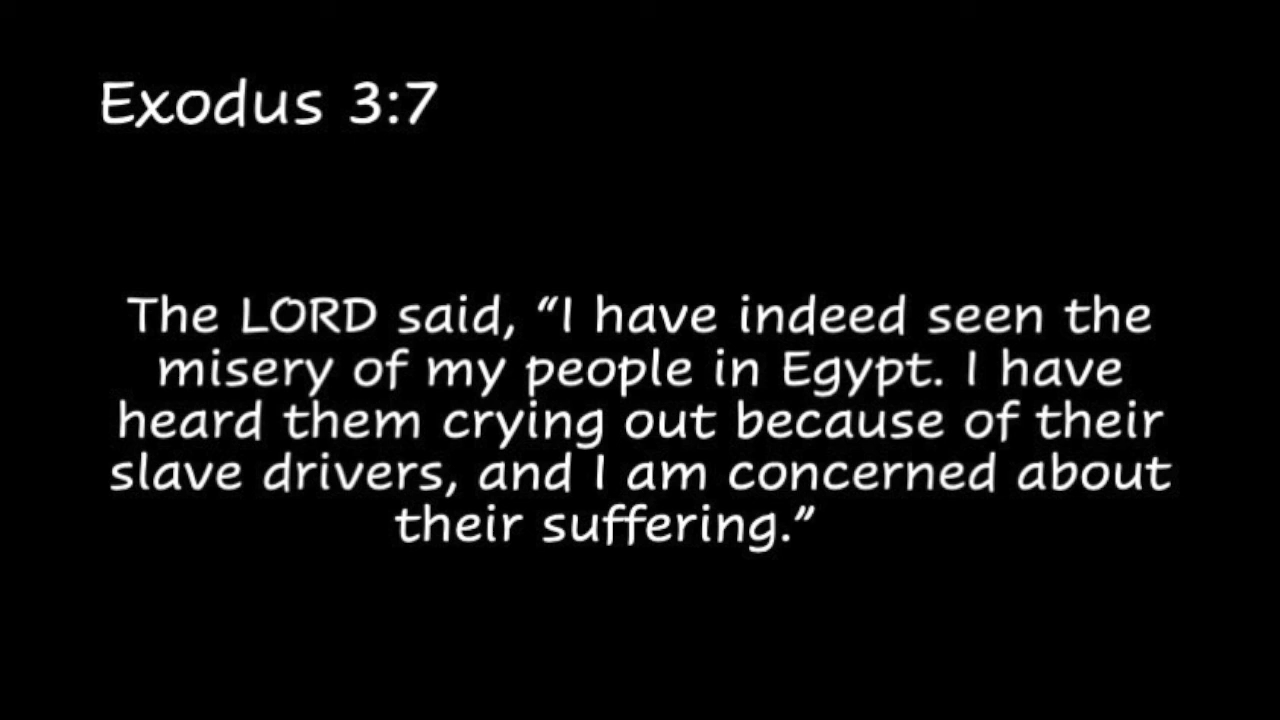 Exodus 3:7
The LORD said, “I have indeed seen the
misery of my people in Egypt. I have
heard them crying out because of their
slave drivers, and I am concerned about
their suffering.”